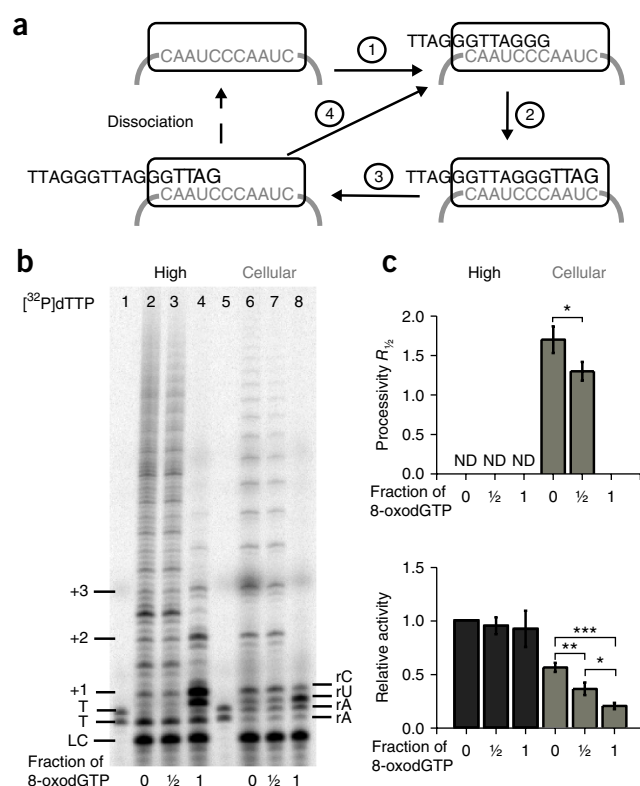 a
CAAUCCCAAUC
1
TTAGGGTTAGGG
CAAUCCCAAUC
Dissociation
4
2
TTAGGGTTAGGGTTAG
CAAUCCCAAUC
3
TTAGGGTTAGGGTTAG
CAAUCCCAAUC
b
High Cellular
[32P]dTTP 1 2 3 4 5 6 7 8
+3
+2
+1
T
T
LC
rC
rU
rA
rA
Fraction of 8-oxodGTP 0 ½ 1 0 ½ 1
c
High Cellular
Processivity R½
2.0
1.5
1.0
0.5
0.0
*
ND ND ND
Fraction of 8-oxodGTP 0 ½ 1 0 ½ 1
Relative activity
1.5
1.0
0.5
0.0
***
**
*
Fraction of 8-oxodGTP 0 ½ 1 0 ½ 1